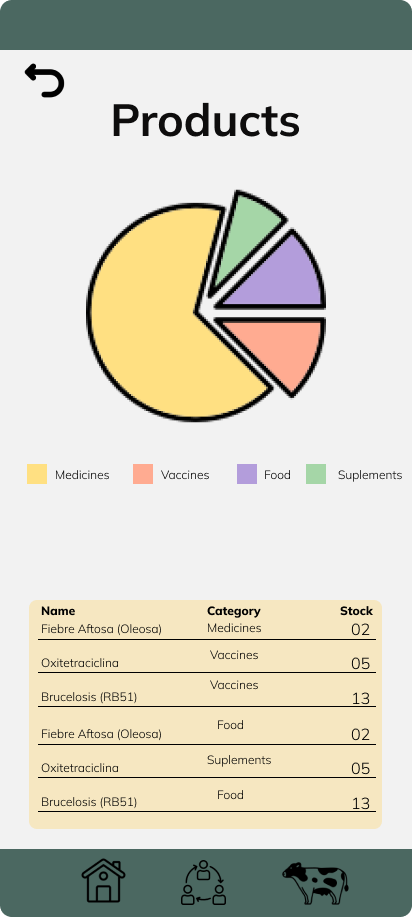 Products
Medicines Vaccines Food Suplements
Name Category Stock
Fiebre Aftosa (Oleosa) Medicines 02
Oxitetraciclina Vaccines 05
Brucelosis (RB51) Vaccines 13
Fiebre Aftosa (Oleosa) Food 02
Oxitetraciclina Suplements 05
Brucelosis (RB51) Food 13